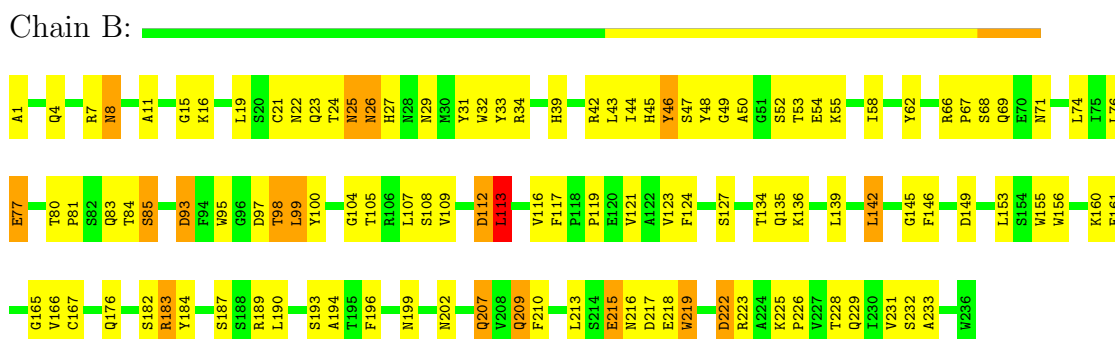 Chain B:
A1 Q4 R7 N8 A11 G15 K16 L19 S20 C21 N22 Q23 T24 N25 N26 H27 N28 N29 M30 Y31 W32 Y33 R34 H39 R42 L43 I44 H45 Y46 S47 Y48 G49 A50 G51 S52 T53 E54 K55 I58 Y62 R66 P67 S68 Q69 E70 N71 L74 I75 L76
E77 T80 P81 S82 Q83 T84 S85 D93 F94 W95 G96 D97 T98 L99 Y100 G104 T105 R106 L107 S108 V109 D112 L113 V116 F117 P118 P119 E120 V121 A122 V123 F124 S127 T134 Q135 K136 L139 L142 G145 F146 D149 L153 S154 W155 W156 K160
G165 V166 C167 Q176 S182 R183 Y184 S187 S188 R189 L190 S193 A194 T195 F196 N199 N202 Q207 V208 Q209 F210 L213 S214 E215 N216 D217 E218 W219 D222 R223 A224 K225 P226 V227 T228 Q229 I230 V231 S232 A233 W236